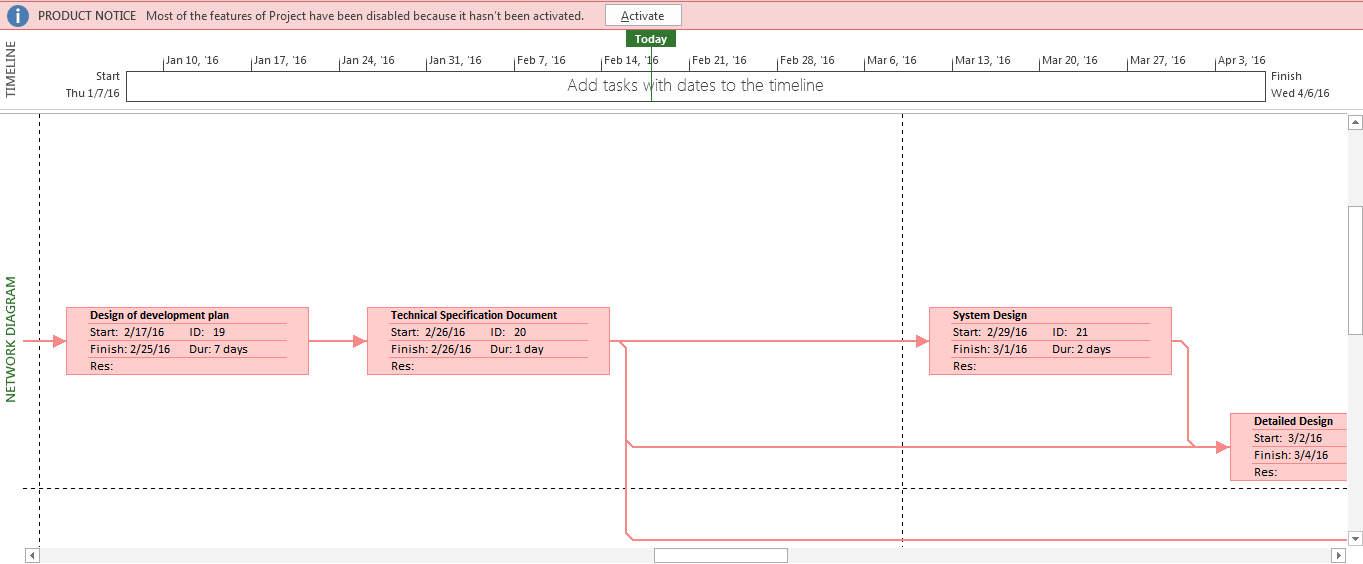 PRODUCT NOTICE Most of the features of Project have been disabled because it hasn't been activated. Activate
Today
TIMELINE
Jan 10, '16 Jan 17, '16 Jan 24, '16 Jan 31, '16 Feb 7, '16 Feb 14, '16 Feb 21, '16 Feb 28, '16 Mar 6, '16 Mar 13, '16 Mar 20, '16 Mar 27, '16 Apr 3, '16
Start
Thu 1/7/16
Add tasks with dates to the timeline
Finish
Wed 4/6/16
NETWORK DIAGRAM
Design of development plan
Start: 2/17/16 ID: 19
Finish: 2/25/16 Dur: 7 days
Res:
Technical Specification Document
Start: 2/26/16 ID: 20
Finish: 2/26/16 Dur: 1 day
Res:
System Design
Start: 2/29/16 ID: 21
Finish: 3/1/16 Dur: 2 days
Res:
Detailed Design
Start: 3/2/16
Finish: 3/4/16
Res: